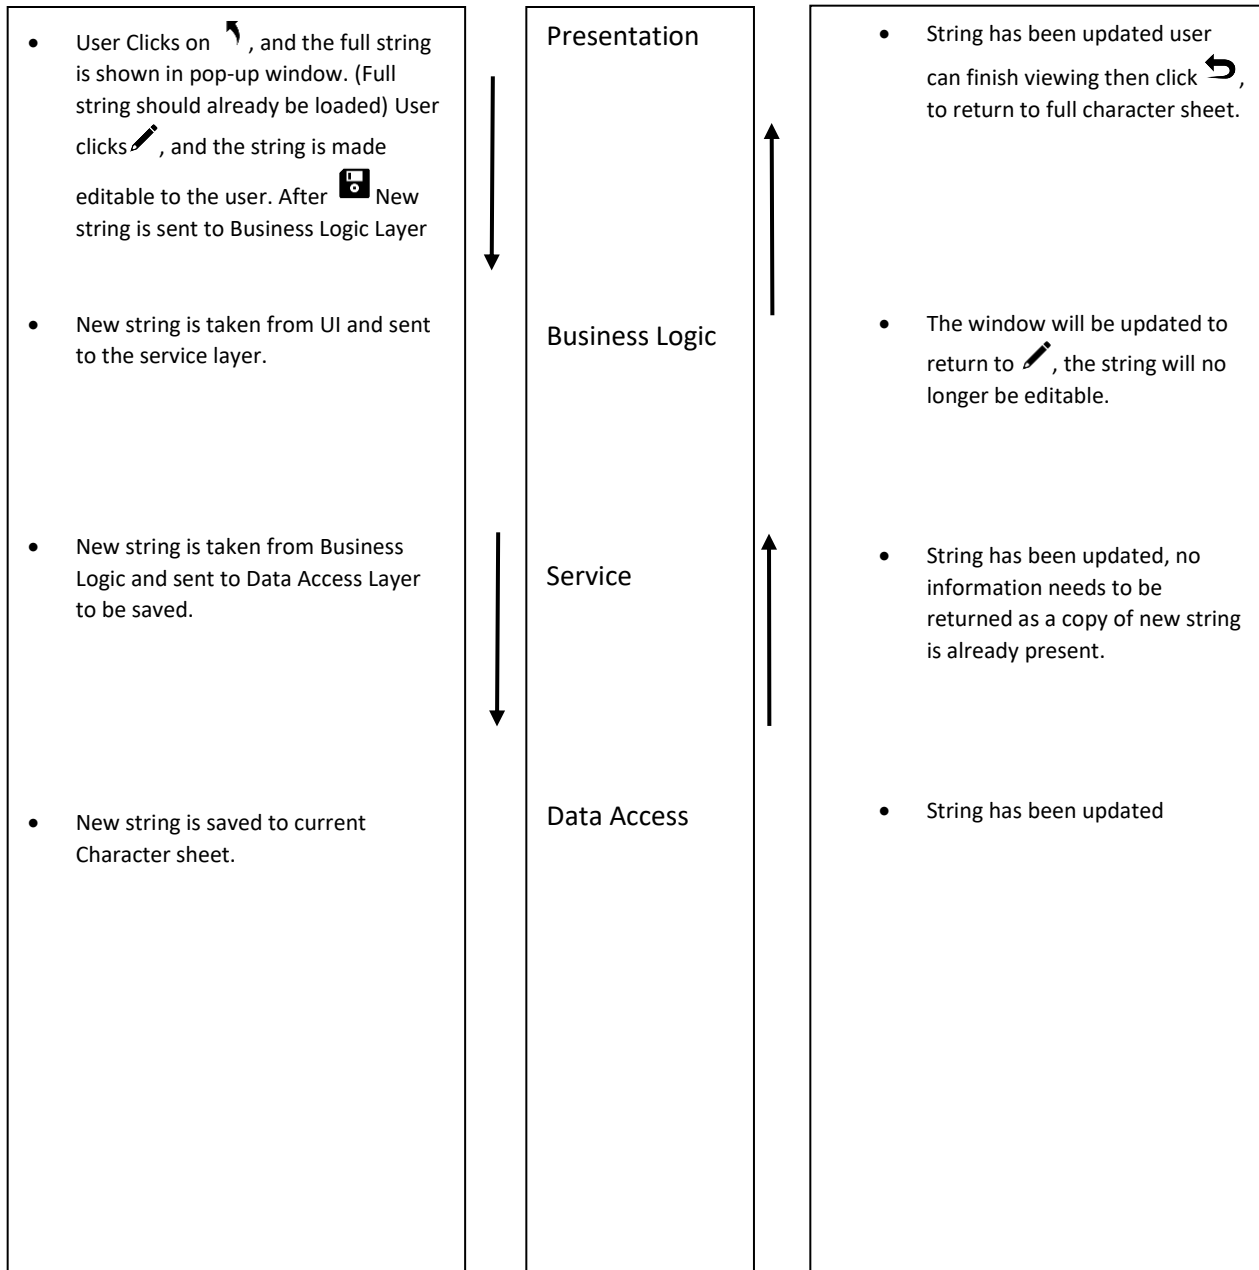 • User Clicks on , and the full string
is shown in pop-up window. (Full
string should already be loaded) User
clicks , and the string is made
editable to the user. After New
string is sent to Business Logic Layer
• New string is taken from UI and sent
to the service layer.
• New string is taken from Business
Logic and sent to Data Access Layer
to be saved.
• New string is saved to current
Character sheet.
Presentation
Business Logic
Service
Data Access
• String has been updated user
can finish viewing then click ,
to return to full character sheet.
• The window will be updated to
return to , the string will no
longer be editable.
• String has been updated, no
information needs to be
returned as a copy of new string
is already present.
• String has been updated